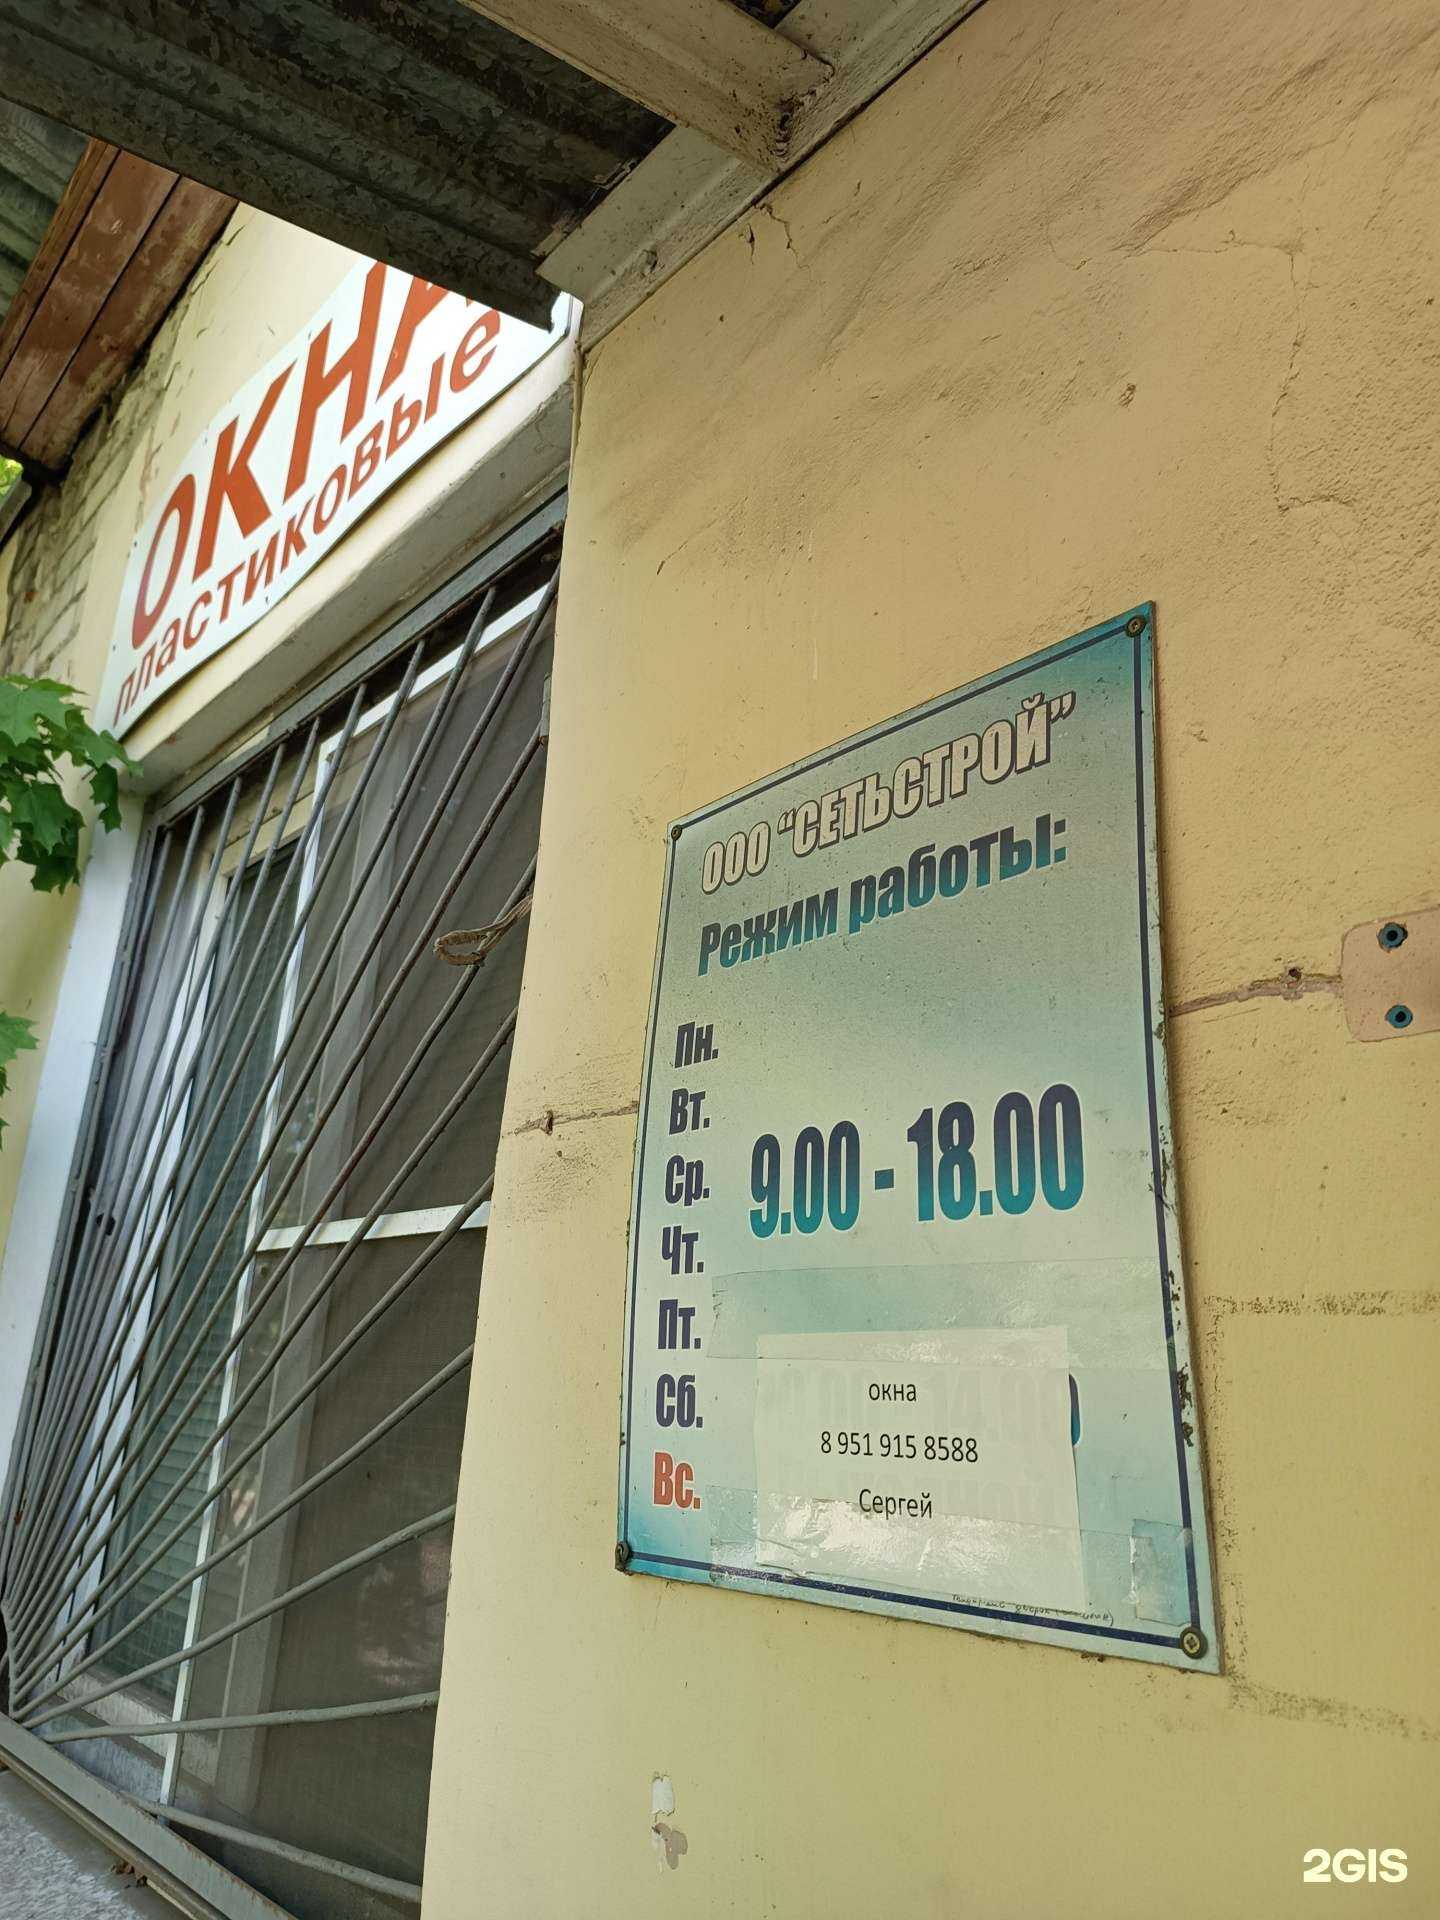 ОКНА
пластиковые
ООО "СЕТЬСТРОЙ"
Режим работы:
Пн.
Вт.
Ср. 9.00 - 18.00
Чт.
Пт.
Сб.
Вс.
окна
8 951 915 8588
Сергей
2GIS